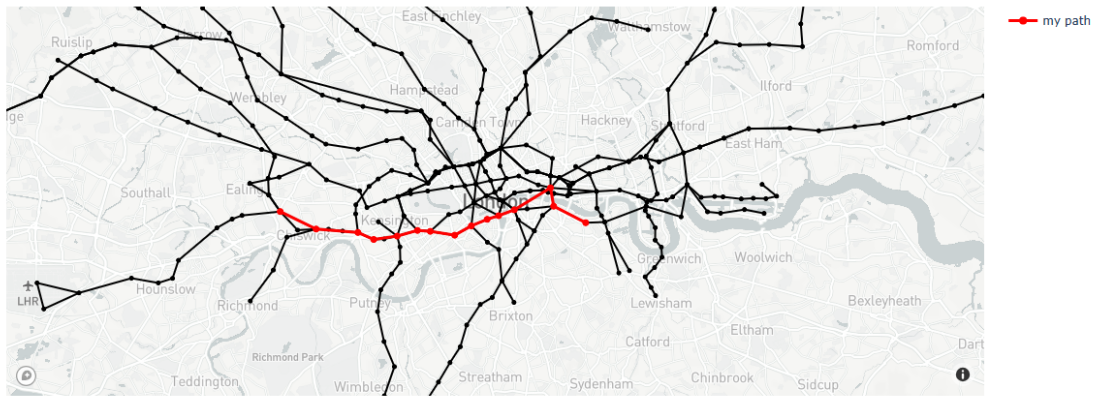 my path
East Finchley
Walthamstow
Ruislip
Romford
Hampstead
Ilford
Wembley
Camden Town
Hackney
Stratford
East Ham
Southall
Ealing
London
Kensington
Chiswick
Greenwich
Woolwich
LHR
Hounslow
Richmond
Putney
Lewisham
Bexleyheath
Brixton
Eltham
Catford
Richmond Park
Teddington
Wimbledon
Streatham
Sydenham
Chinbrook
Sidcup
i